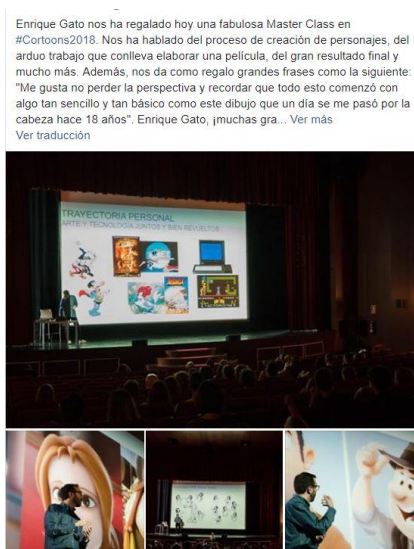 Enrique Gato nos ha regalado hoy una fabulosa Master Class en
#Cortoons2018. Nos ha hablado del proceso de creación de personajes, del
arduo trabajo que conlleva elaborar una película, del gran resultado final y
mucho más. Además, nos da como regalo grandes frases como la siguiente:
"Me gusta no perder la perspectiva y recordar que todo esto comenzó con
algo tan sencillo y tan básico como este dibujo que un día se me pasó por la
cabeza hace 18 años". Enrique Gato, ¡muchas gra... Ver más
Ver traducción
TRAYECTORIA PERSONAL
ARTE Y TECNOLOGÍA JUNTOS Y BIEN REVUELTOS